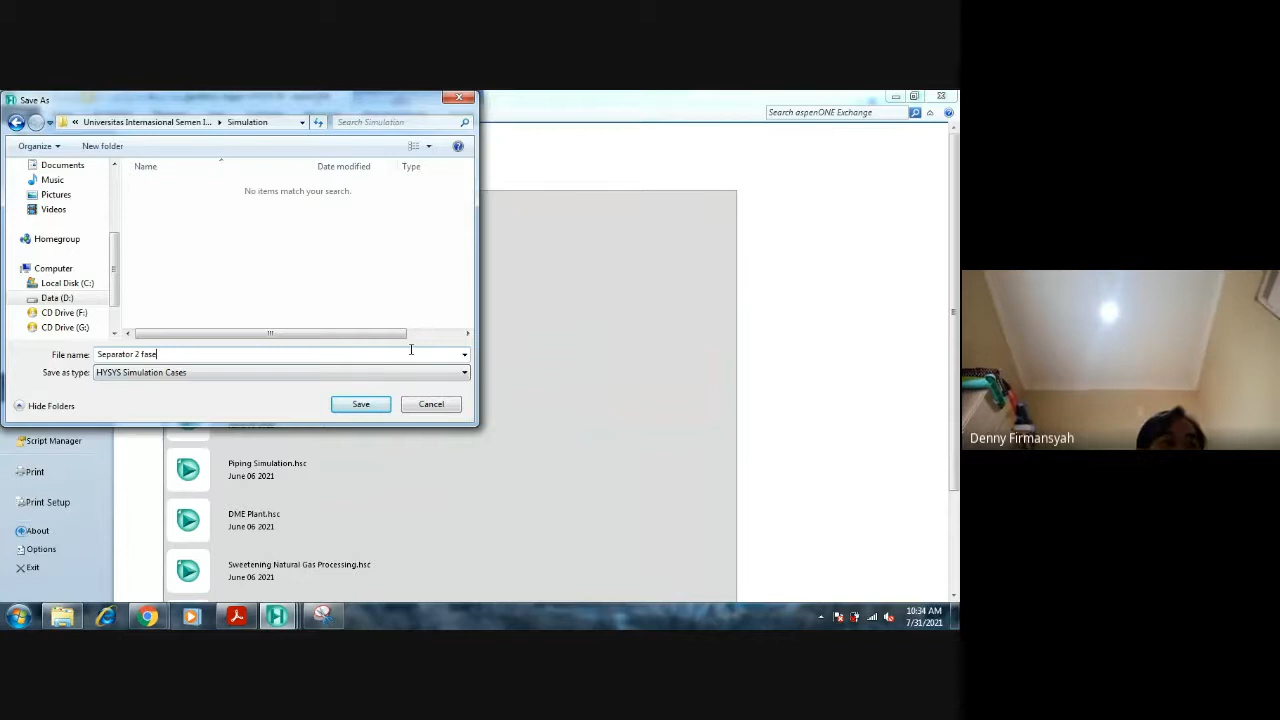 Save As
« Universitas Internasional Semen I... ▸ Simulation
Search Simulation
Search aspenONE Exchange
Organize
New folder
Documents
Music
Pictures
Videos
Homegroup
Computer
Local Disk (C:)
Data (D:)
CD Drive (F:)
CD Drive (G:)
Name
Date modified
Type
No items match your search.
File name:
Separator 2 fase
Save as type:
HYSYS Simulation Cases
Hide Folders
Save
Cancel
Script Manager
Print
Print Setup
About
Options
Exit
Piping Simulation.hsc
June 06 2021
DME Plant.hsc
June 06 2021
Sweetening Natural Gas Processing.hsc
June 06 2021
10:34 AM
7/31/2021
Denny Firmansyah